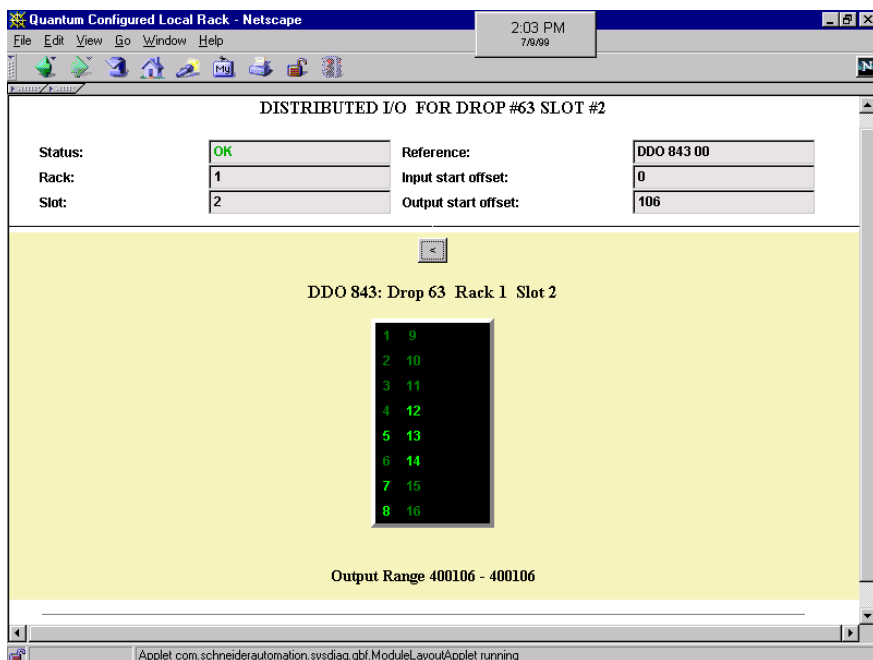 Quantum Configured Local Rack - Netscape
2:03 PM
7/9/99
File Edit View Go Window Help
My
N
DISTRIBUTED I/O FOR DROP #63 SLOT #2
Status: OK Reference: DDO 843 00
Rack: 1 Input start offset: 0
Slot: 2 Output start offset: 106
<
DDO 843: Drop 63 Rack 1 Slot 2
1 9
2 10
3 11
4 12
5 13
6 14
7 15
8 16
Output Range 400106 - 400106
Applet com.schneiderautomation.sysdiag.gbf.ModuleLayoutApplet running